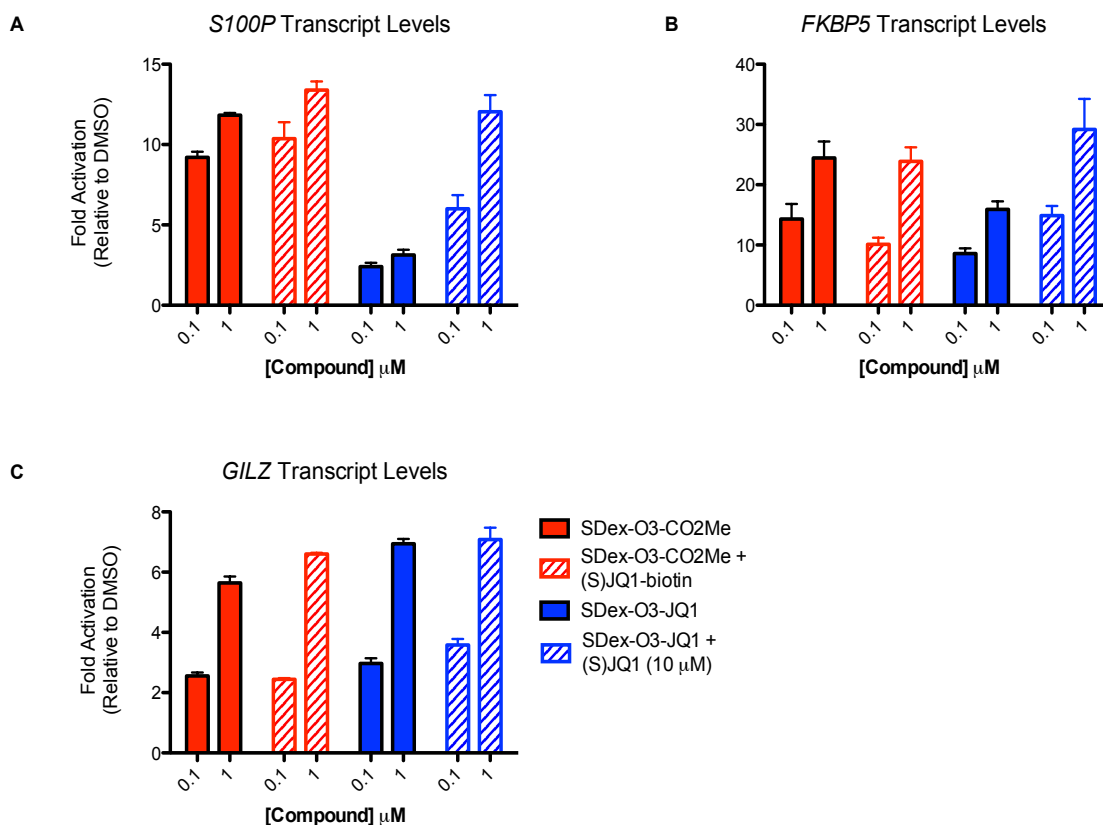 A
S100P Transcript Levels
Fold Activation
(Relative to DMSO)
15
10
5
0
0.1
1
0.1
1
0.1
1
0.1
1
[Compound] μM
B
FKBP5 Transcript Levels
40
30
20
10
0
0.1
1
0.1
1
0.1
1
0.1
1
[Compound] μM
C
GILZ Transcript Levels
Fold Activation
(Relative to DMSO)
8
6
4
2
0
0.1
1
0.1
1
0.1
1
0.1
1
[Compound] μM
SDex-O3-CO2Me
SDex-O3-CO2Me +
(S)JQ1-biotin
SDex-O3-JQ1
SDex-O3-JQ1 +
(S)JQ1 (10 μM)